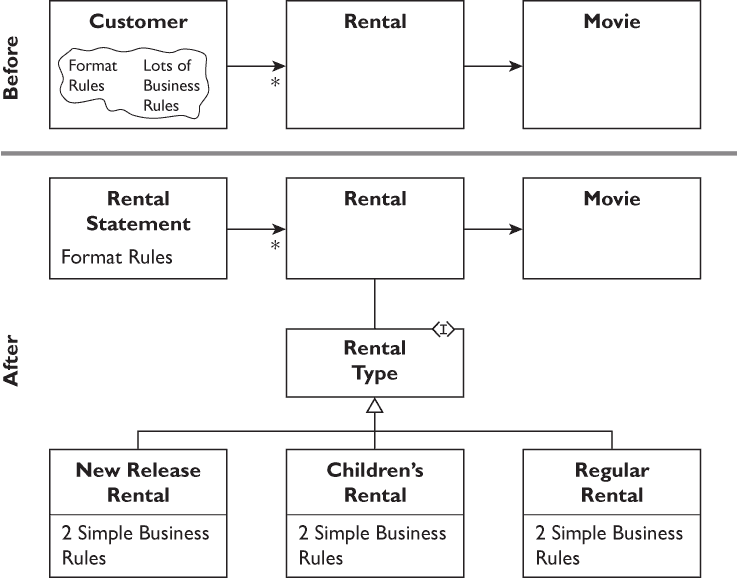 Before
Customer
Format
Rules
Lots of
Business
Rules
*
Rental
Movie
After
Rental
Statement
Format Rules
*
Rental
Movie
<I>
Rental
Type
New Release
Rental
2 Simple Business
Rules
Children’s
Rental
2 Simple Business
Rules
Regular
Rental
2 Simple Business
Rules